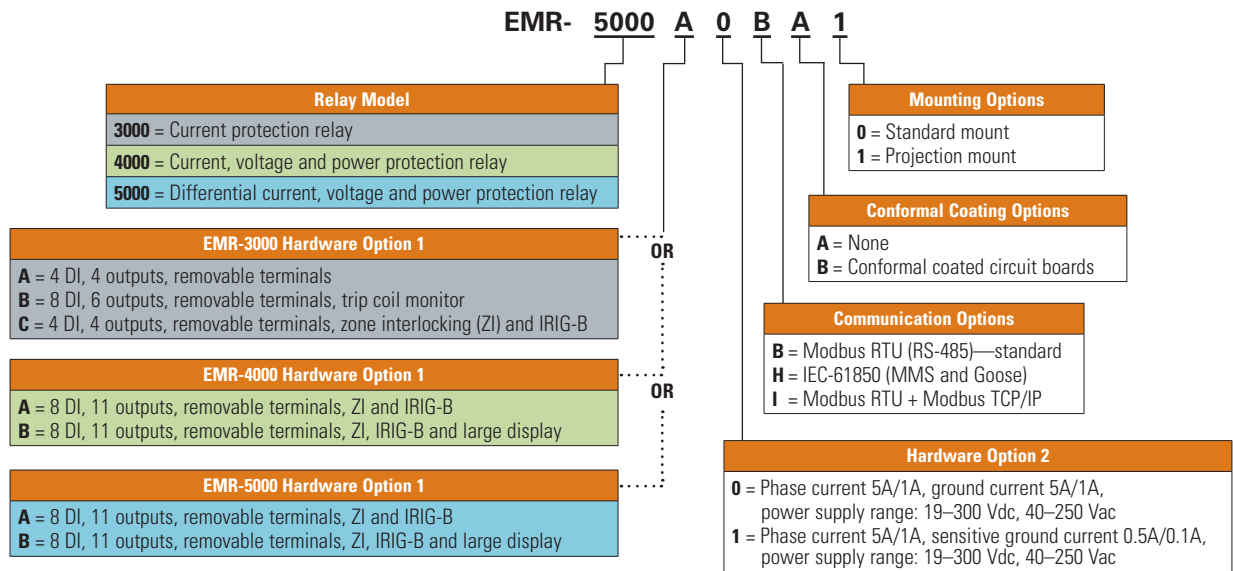 EMR- 5000 A 0 B A 1
Relay Model
3000 = Current protection relay
4000 = Current, voltage and power protection relay
5000 = Differential current, voltage and power protection relay
Mounting Options
0 = Standard mount
1 = Projection mount
EMR-3000 Hardware Option 1
A = 4 DI, 4 outputs, removable terminals
B = 8 DI, 6 outputs, removable terminals, trip coil monitor
C = 4 DI, 4 outputs, removable terminals, zone interlocking (ZI) and IRIG-B
OR
Conformal Coating Options
A = None
B = Conformal coated circuit boards
Communication Options
B = Modbus RTU (RS-485)—standard
H = IEC-61850 (MMS and Goose)
I = Modbus RTU + Modbus TCP/IP
EMR-4000 Hardware Option 1
A = 8 DI, 11 outputs, removable terminals, ZI and IRIG-B
B = 8 DI, 11 outputs, removable terminals, ZI, IRIG-B and large display
OR
Hardware Option 2
0 = Phase current 5A/1A, ground current 5A/1A,
power supply range: 19–300 Vdc, 40–250 Vac
1 = Phase current 5A/1A, sensitive ground current 0.5A/0.1A,
power supply range: 19–300 Vdc, 40–250 Vac
EMR-5000 Hardware Option 1
A = 8 DI, 11 outputs, removable terminals, ZI and IRIG-B
B = 8 DI, 11 outputs, removable terminals, ZI, IRIG-B and large display